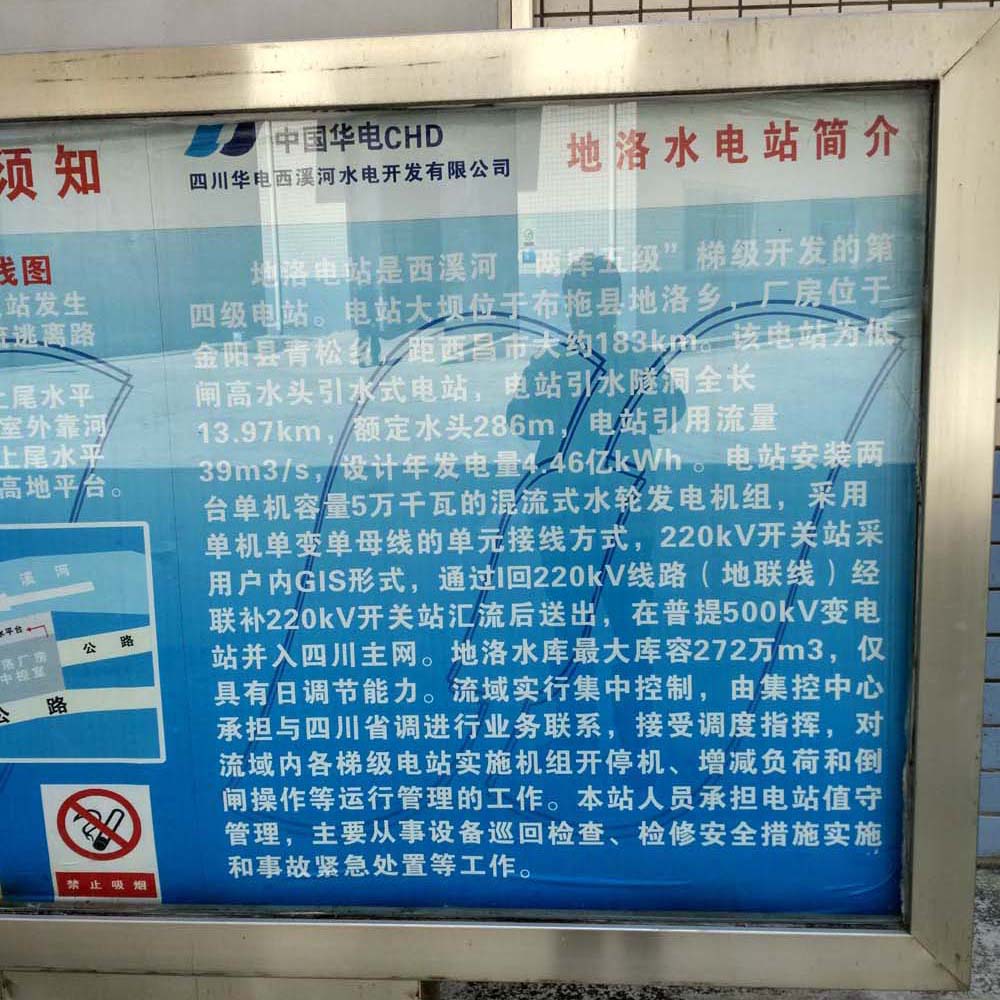 须知
线图
站发生
逃离路
上尾水平
室外靠河
上尾水平
高地平台。
溪河
水平台
公路
厂房
中控室
公路
禁止吸烟
中国华电CHD
四川华电西溪河水电开发有限公司
地洛水电站简介
地洛电站是西溪河“两库五级”梯级开发的第
四级电站。电站大坝位于布拖县地洛乡，厂房位于
金阳县青松乡，距西昌市大约183km。该电站为低
闸高水头引水式电站，电站引水隧洞全长
13.97km，额定水头286m，电站引用流量
39m3/s，设计年发电量4.46亿kWh。电站安装两
台单机容量5万千瓦的混流式水轮发电机组，采用
单机单变单母线的单元接线方式，220kV开关站采
用户内GIS形式，通过I回220kV线路（地联线）经
联补220kV开关站汇流后送出，在普提500kV变电
站并入四川主网。地洛水库最大库容272万m3，仅
具有日调节能力。流域实行集中控制，由集控中心
承担与四川省调进行业务联系，接受调度指挥，对
流域内各梯级电站实施机组开停机、增减负荷和倒
闸操作等运行管理的工作。本站人员承担电站值守
管理，主要从事设备巡回检查、检修安全措施实施
和事故紧急处置等工作。